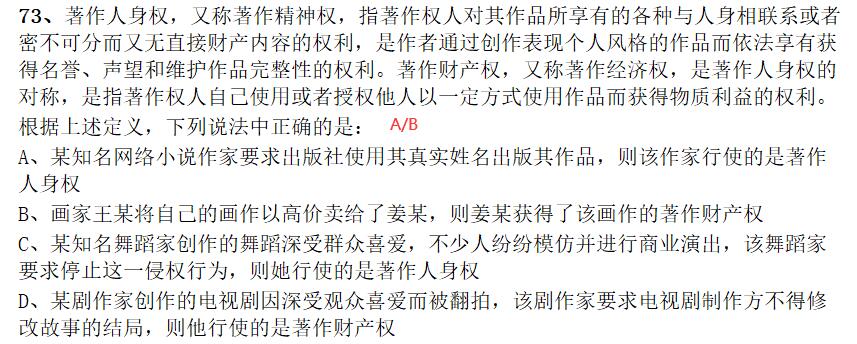 73、著作人身权，又称著作精神权，指著作权人对其作品所享有的各种与人身相联系或者
密不可分而又无直接财产内容的权利，是作者通过创作表现个人风格的作品而依法享有获
得名誉、声望和维护作品完整性的权利。著作财产权，又称著作经济权，是著作人身权的
对称，是指著作权人自己使用或者授权他人以一定方式使用作品而获得物质利益的权利。
根据上述定义，下列说法中正确的是： A/B
A、某知名网络小说作家要求出版社使用其真实姓名出版其作品，则该作家行使的是著作
人身权
B、画家王某将自己的画作以高价卖给了姜某，则姜某获得了该画作的著作财产权
C、某知名舞蹈家创作的舞蹈深受群众喜爱，不少人纷纷模仿并进行商业演出，该舞蹈家
要求停止这一侵权行为，则她行使的是著作人身权
D、某剧作家创作的电视剧因深受观众喜爱而被翻拍，该剧作家要求电视剧制作方不得修
改故事的结局，则他行使的是著作财产权